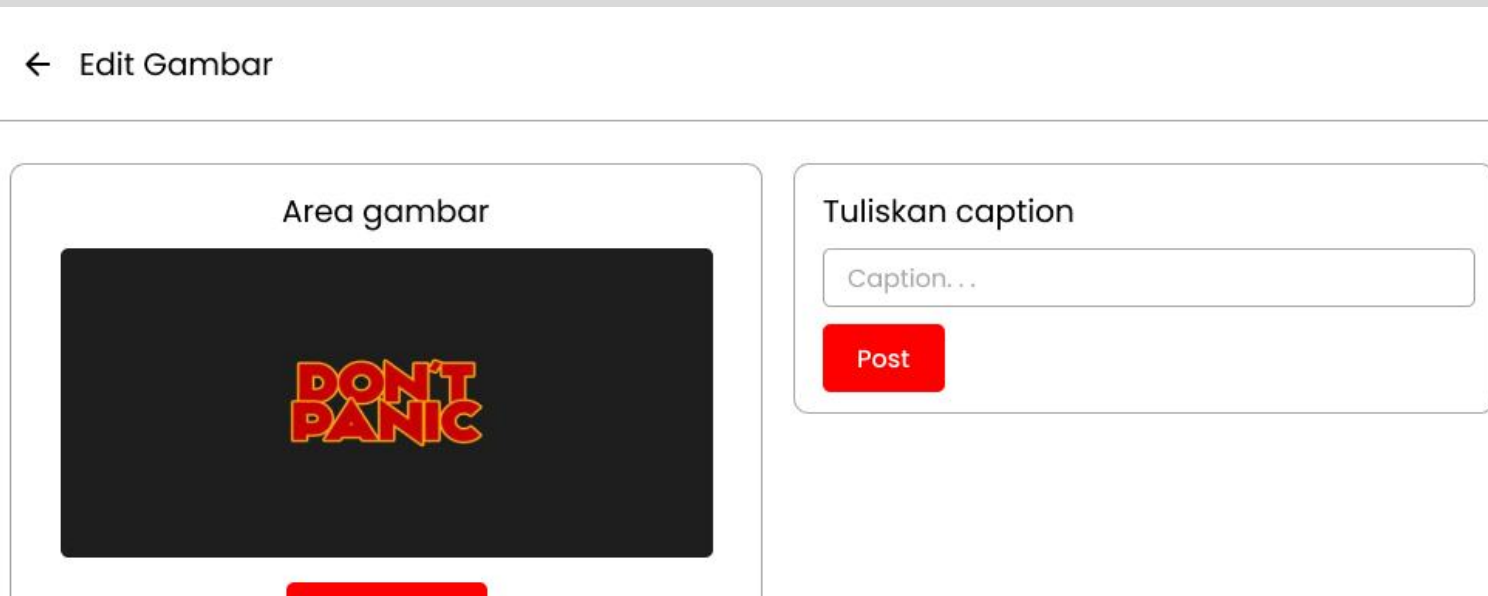 Edit Gambar
Area gambar
DON'T
PANIC
Tuliskan caption
Caption. . .
Post